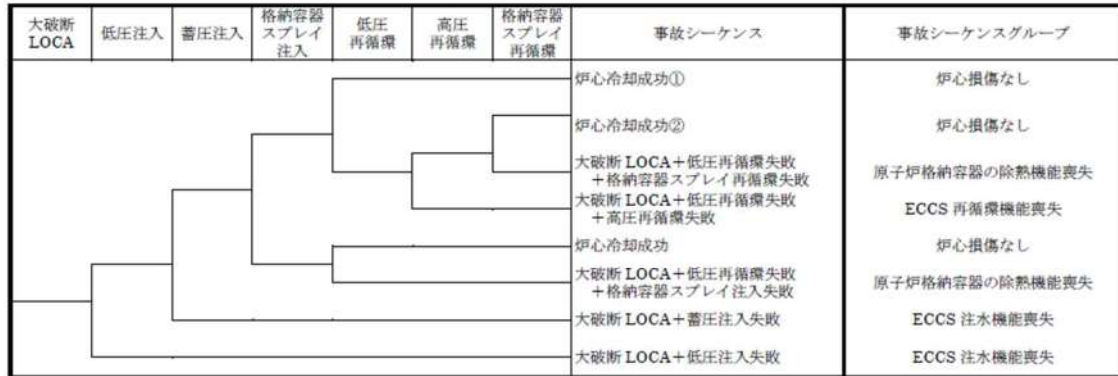 大破断
LOCA
低圧注入
蓄圧注入
格納容器
スプレイ
注入
低圧
再循環
高圧
再循環
格納容器
スプレイ
再循環
事故シーケンス
事故シーケンスグループ
炉心冷却成功①
炉心損傷なし
炉心冷却成功②
炉心損傷なし
大破断 LOCA＋低圧再循環失敗
＋格納容器スプレイ再循環失敗
原子炉格納容器の除熱機能喪失
大破断 LOCA＋低圧再循環失敗
＋高圧再循環失敗
ECCS 再循環機能喪失
炉心冷却成功
炉心損傷なし
大破断 LOCA＋低圧再循環失敗
＋格納容器スプレイ注入失敗
原子炉格納容器の除熱機能喪失
大破断 LOCA＋蓄圧注入失敗
ECCS 注水機能喪失
大破断 LOCA＋低圧注入失敗
ECCS 注水機能喪失